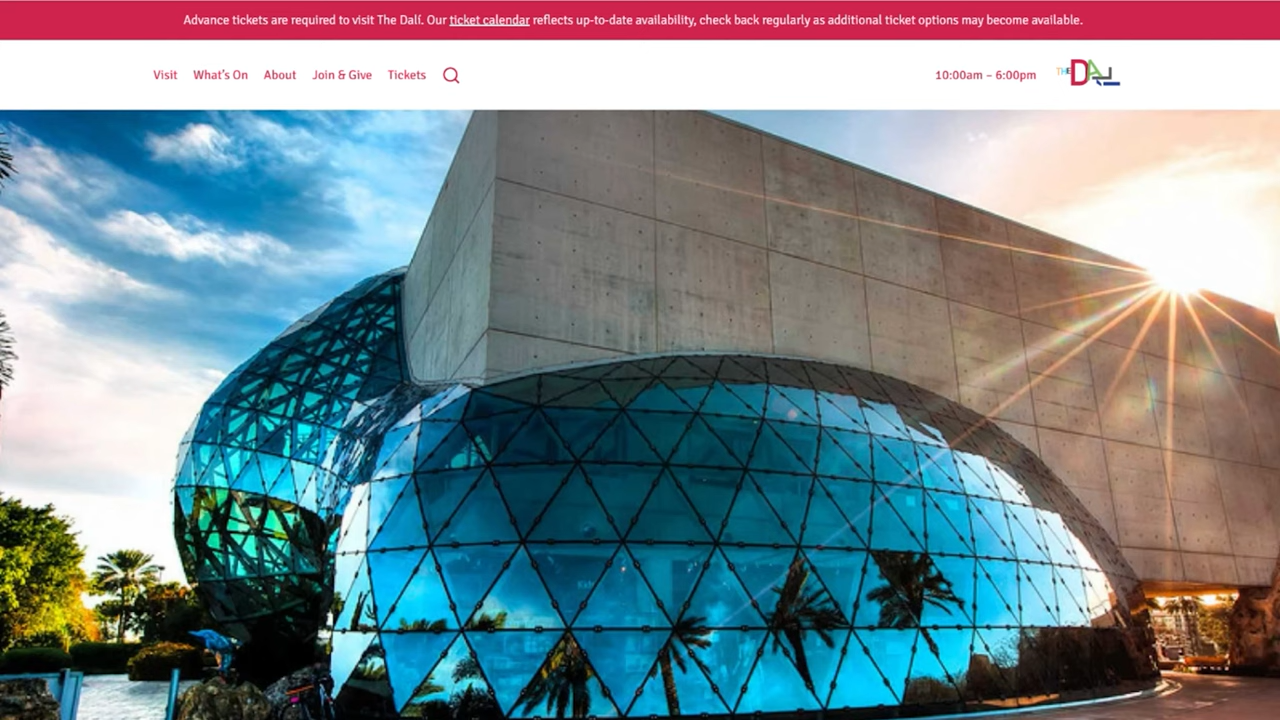 Advance tickets are required to visit The Dalí. Our ticket calendar reflects up-to-date availability, check back regularly as additional ticket options may become available.
Visit What's On About Join & Give Tickets 10:00am – 6:00pm THE DALÍ